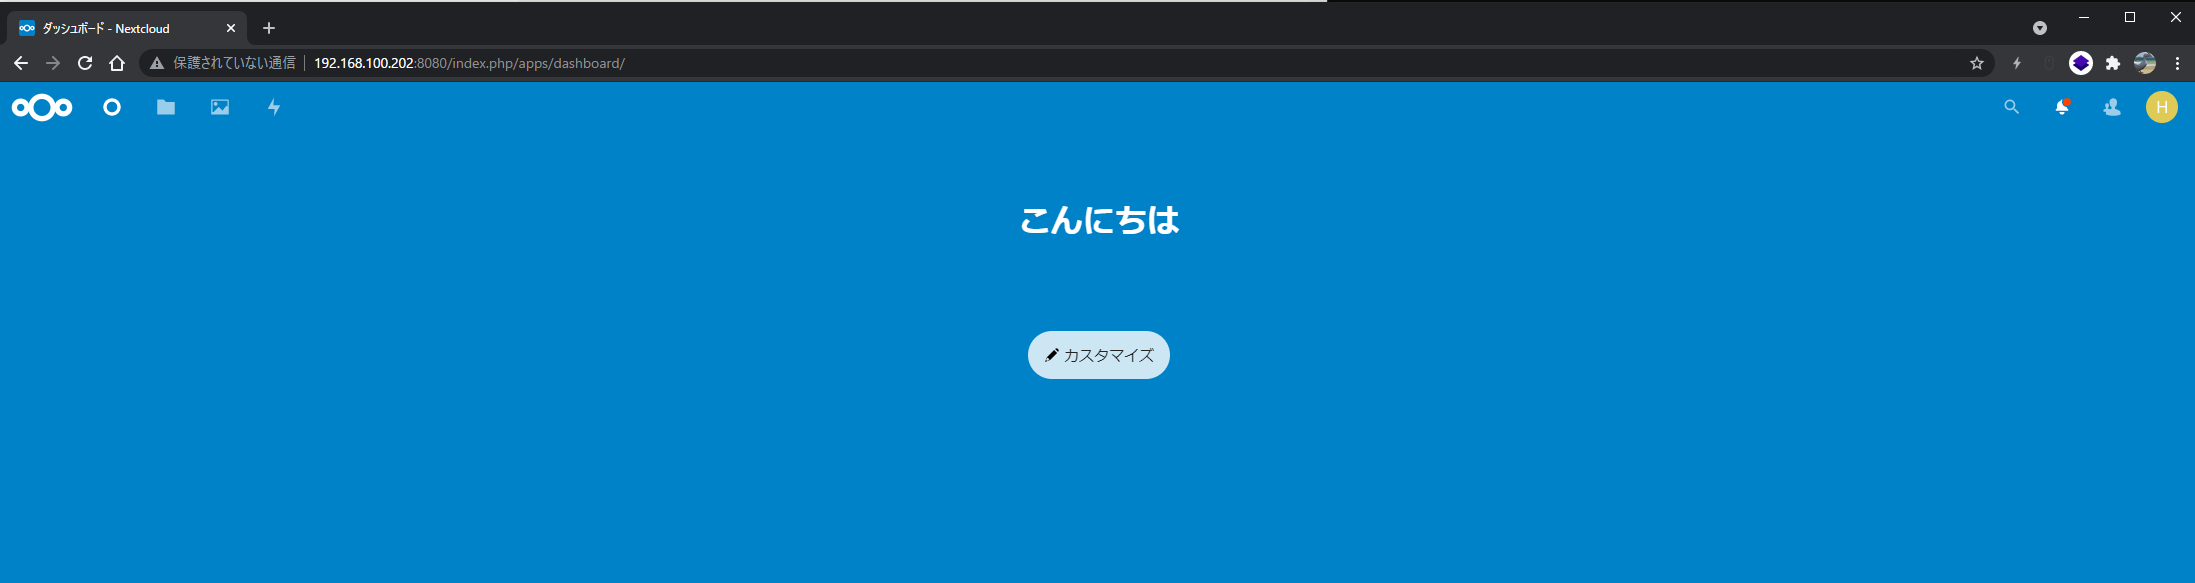 ダッシュボード - Nextcloud
保護されていない通信 192.168.100.202:8080/index.php/apps/dashboard/
H
こんにちは
カスタマイズ